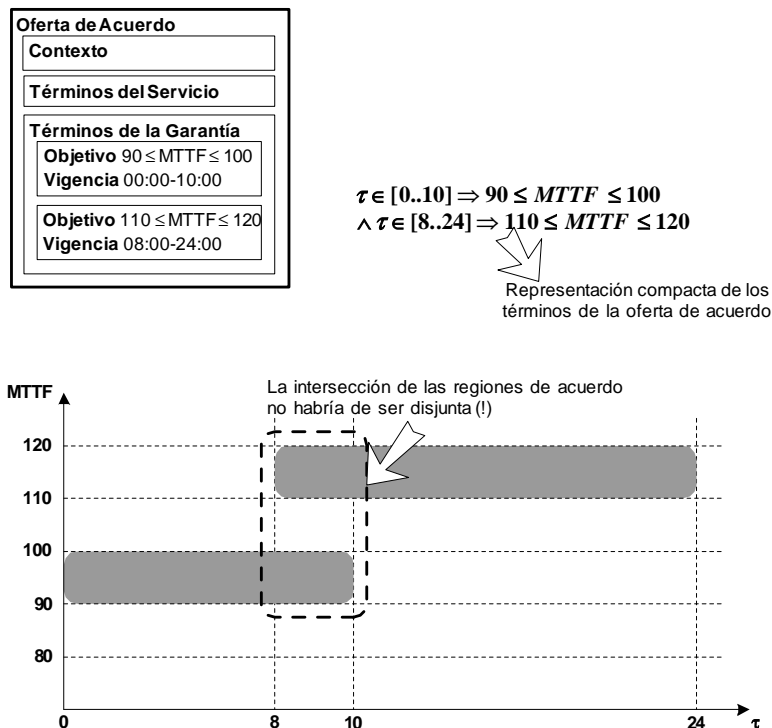 Oferta de Acuerdo
Contexto
Términos del Servicio
Términos de la Garantía
Objetivo 90 ≤ MTTF ≤ 100
Vigencia 00:00-10:00
Objetivo 110 ≤ MTTF ≤ 120
Vigencia 08:00-24:00
τ ∈ [0..10] ⇒ 90 ≤ MTTF ≤ 100
∧ τ ∈ [8..24] ⇒ 110 ≤ MTTF ≤ 120
Representación compacta de los
términos de la oferta de acuerdo
La intersección de las regiones de acuerdo
no habría de ser disjunta (!)
MTTF
120
110
100
90
80
0 8 10 24 τ